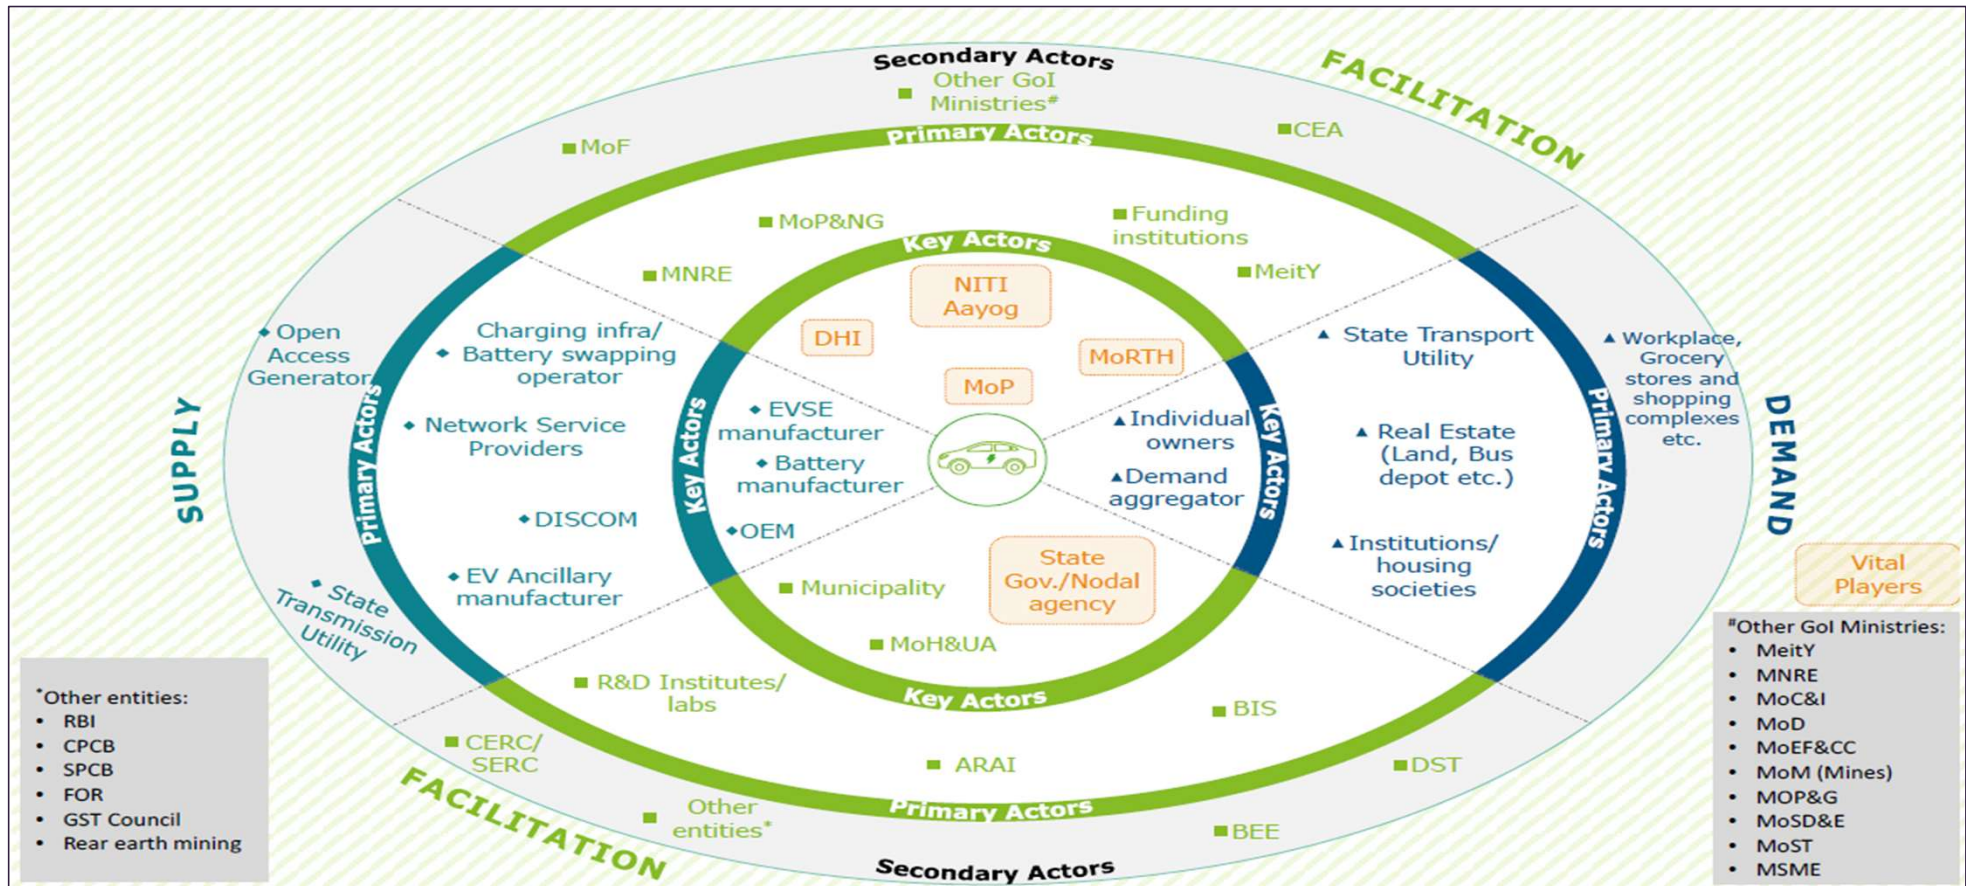 Secondary Actors
FACILITATION
■ Other GoI
Ministries#
■ MoF
■ CEA
Primary Actors
■ MoP&NG
■ Funding
institutions
■ MNRE
■ MeitY
Key Actors
NITI
Aayog
DHI
MoRTH
MoP
SUPPLY
◆ Open
Access
Generator
Primary Actors
Charging infra/
◆ Battery swapping
operator
◆ Network Service
Providers
◆ DISCOM
◆ EV Ancillary
manufacturer
◆ State
Transmission
Utility
Key Actors
◆ EVSE
manufacturer
◆ Battery
manufacturer
◆ OEM
▲ Individual
owners
▲ Demand
aggregator
Key Actors
▲ State Transport
Utility
▲ Real Estate
(Land, Bus
depot etc.)
▲ Institutions/
housing
societies
Primary Actors
▲ Workplace,
Grocery
stores and
shopping
complexes
etc.
DEMAND
State
Gov./Nodal
agency
■ Municipality
■ MoH&UA
Key Actors
■ R&D Institutes/
labs
■ BIS
■ ARAI
Primary Actors
■ CERC/
SERC
■ DST
■ Other
entities*
■ BEE
FACILITATION
Secondary Actors
Vital
Players
*Other entities:
• RBI
• CPCB
• SPCB
• FOR
• GST Council
• Rear earth mining
#Other GoI Ministries:
• MeitY
• MNRE
• MoC&I
• MoD
• MoEF&CC
• MoM (Mines)
• MOP&G
• MoSD&E
• MoST
• MSME